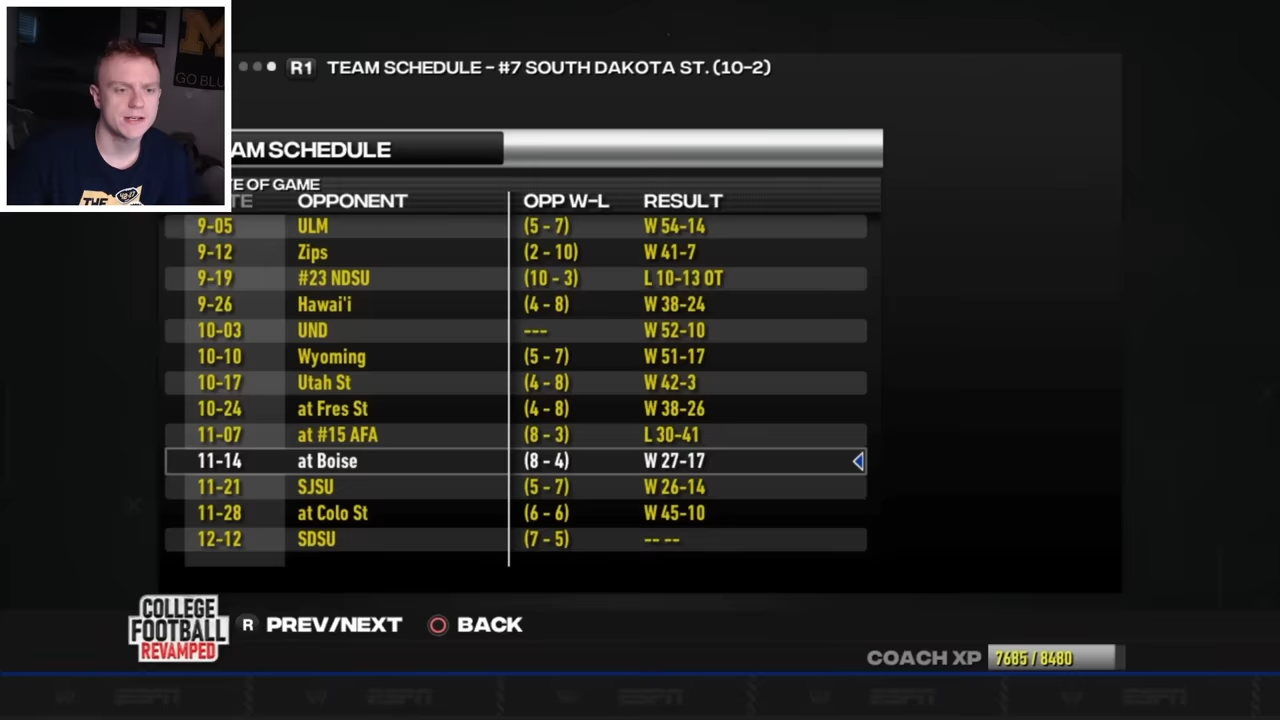 GO BLU
R1 TEAM SCHEDULE - #7 SOUTH DAKOTA ST. (10-2)
AM SCHEDULE
E OF GAME
TE OPPONENT OPP W-L RESULT
9-05 ULM (5 - 7) W 54-14
9-12 Zips (2 - 10) W 41-7
9-19 #23 NDSU (10 - 3) L 10-13 OT
9-26 Hawai'i (4 - 8) W 38-24
10-03 UND --- W 52-10
10-10 Wyoming (5 - 7) W 51-17
10-17 Utah St (4 - 8) W 42-3
10-24 at Fres St (4 - 8) W 38-26
11-07 at #15 AFA (8 - 3) L 30-41
11-14 at Boise (8 - 4) W 27-17
11-21 SJSU (5 - 7) W 26-14
11-28 at Colo St (6 - 6) W 45-10
12-12 SDSU (7 - 5) -- --
THE
COLLEGE
FOOTBALL
REVAMPED
R PREV/NEXT BACK
COACH XP 7685 / 8480